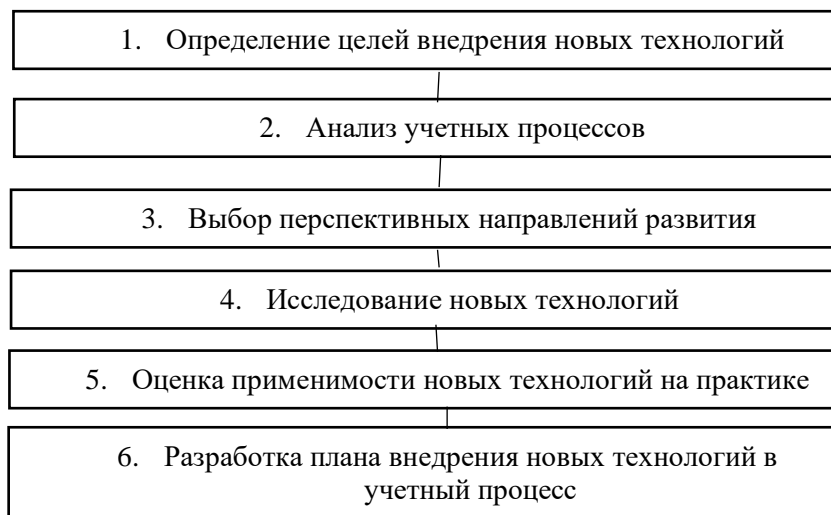 1. Определение целей внедрения новых технологий
2. Анализ учетных процессов
3. Выбор перспективных направлений развития
4. Исследование новых технологий
5. Оценка применимости новых технологий на практике
6. Разработка плана внедрения новых технологий в
учетный процесс